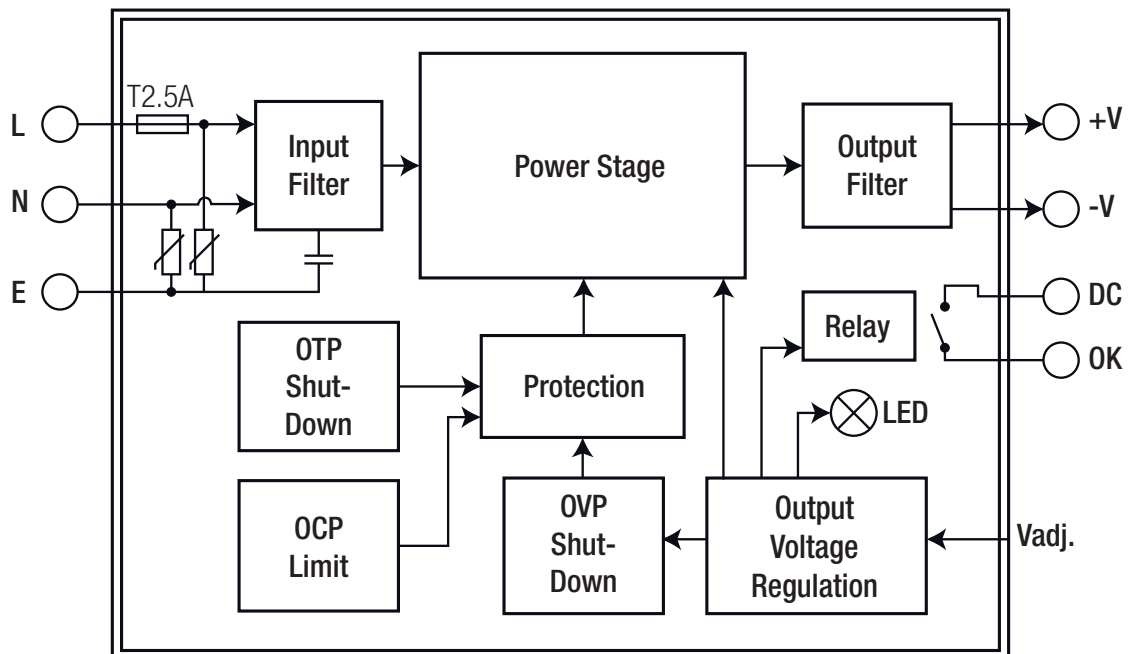 T2.5A
L
Input
Filter
Power Stage
Output
Filter
+V
N
-V
E
DC
Relay
OK
OTP
Shut-
Down
Protection
LED
OCP
Limit
OVP
Shut-
Down
Output
Voltage
Regulation
Vadj.